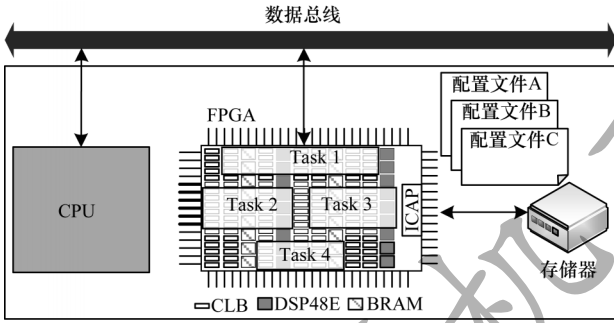 数据总线
FPGA
配置文件A
配置文件B
配置文件C
CPU
Task 1
Task 2
Task 3
Task 4
ICAP
存储器
CLB
DSP48E
BRAM
机